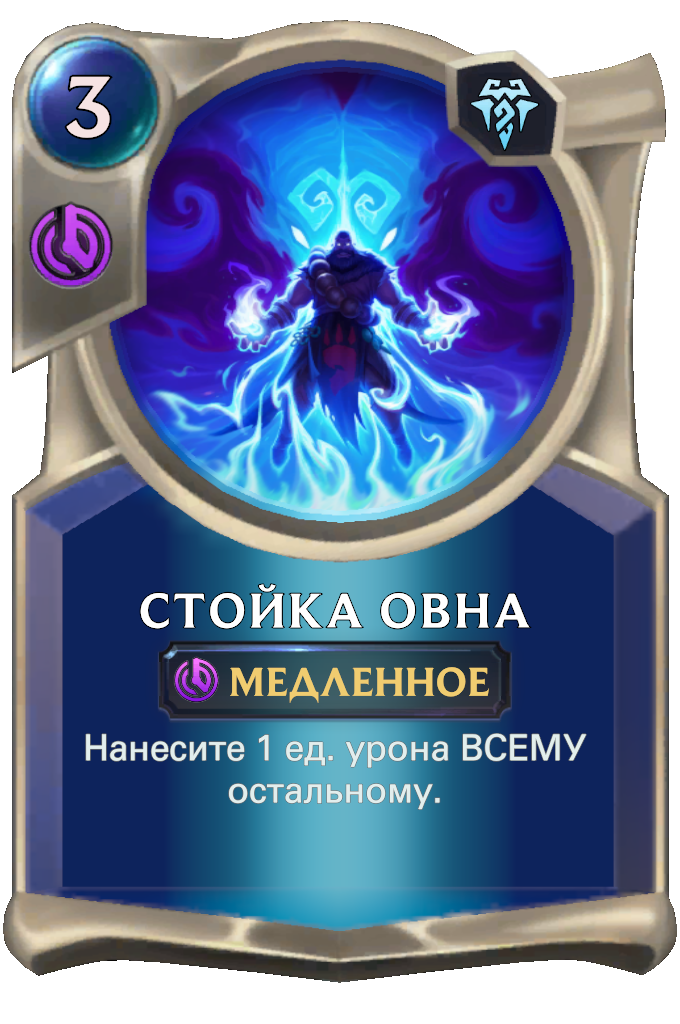 3
СТОЙКА ОВНА
МЕДЛЕННОЕ
Нанесите 1 ед. урона ВСЕМУ
остальному.